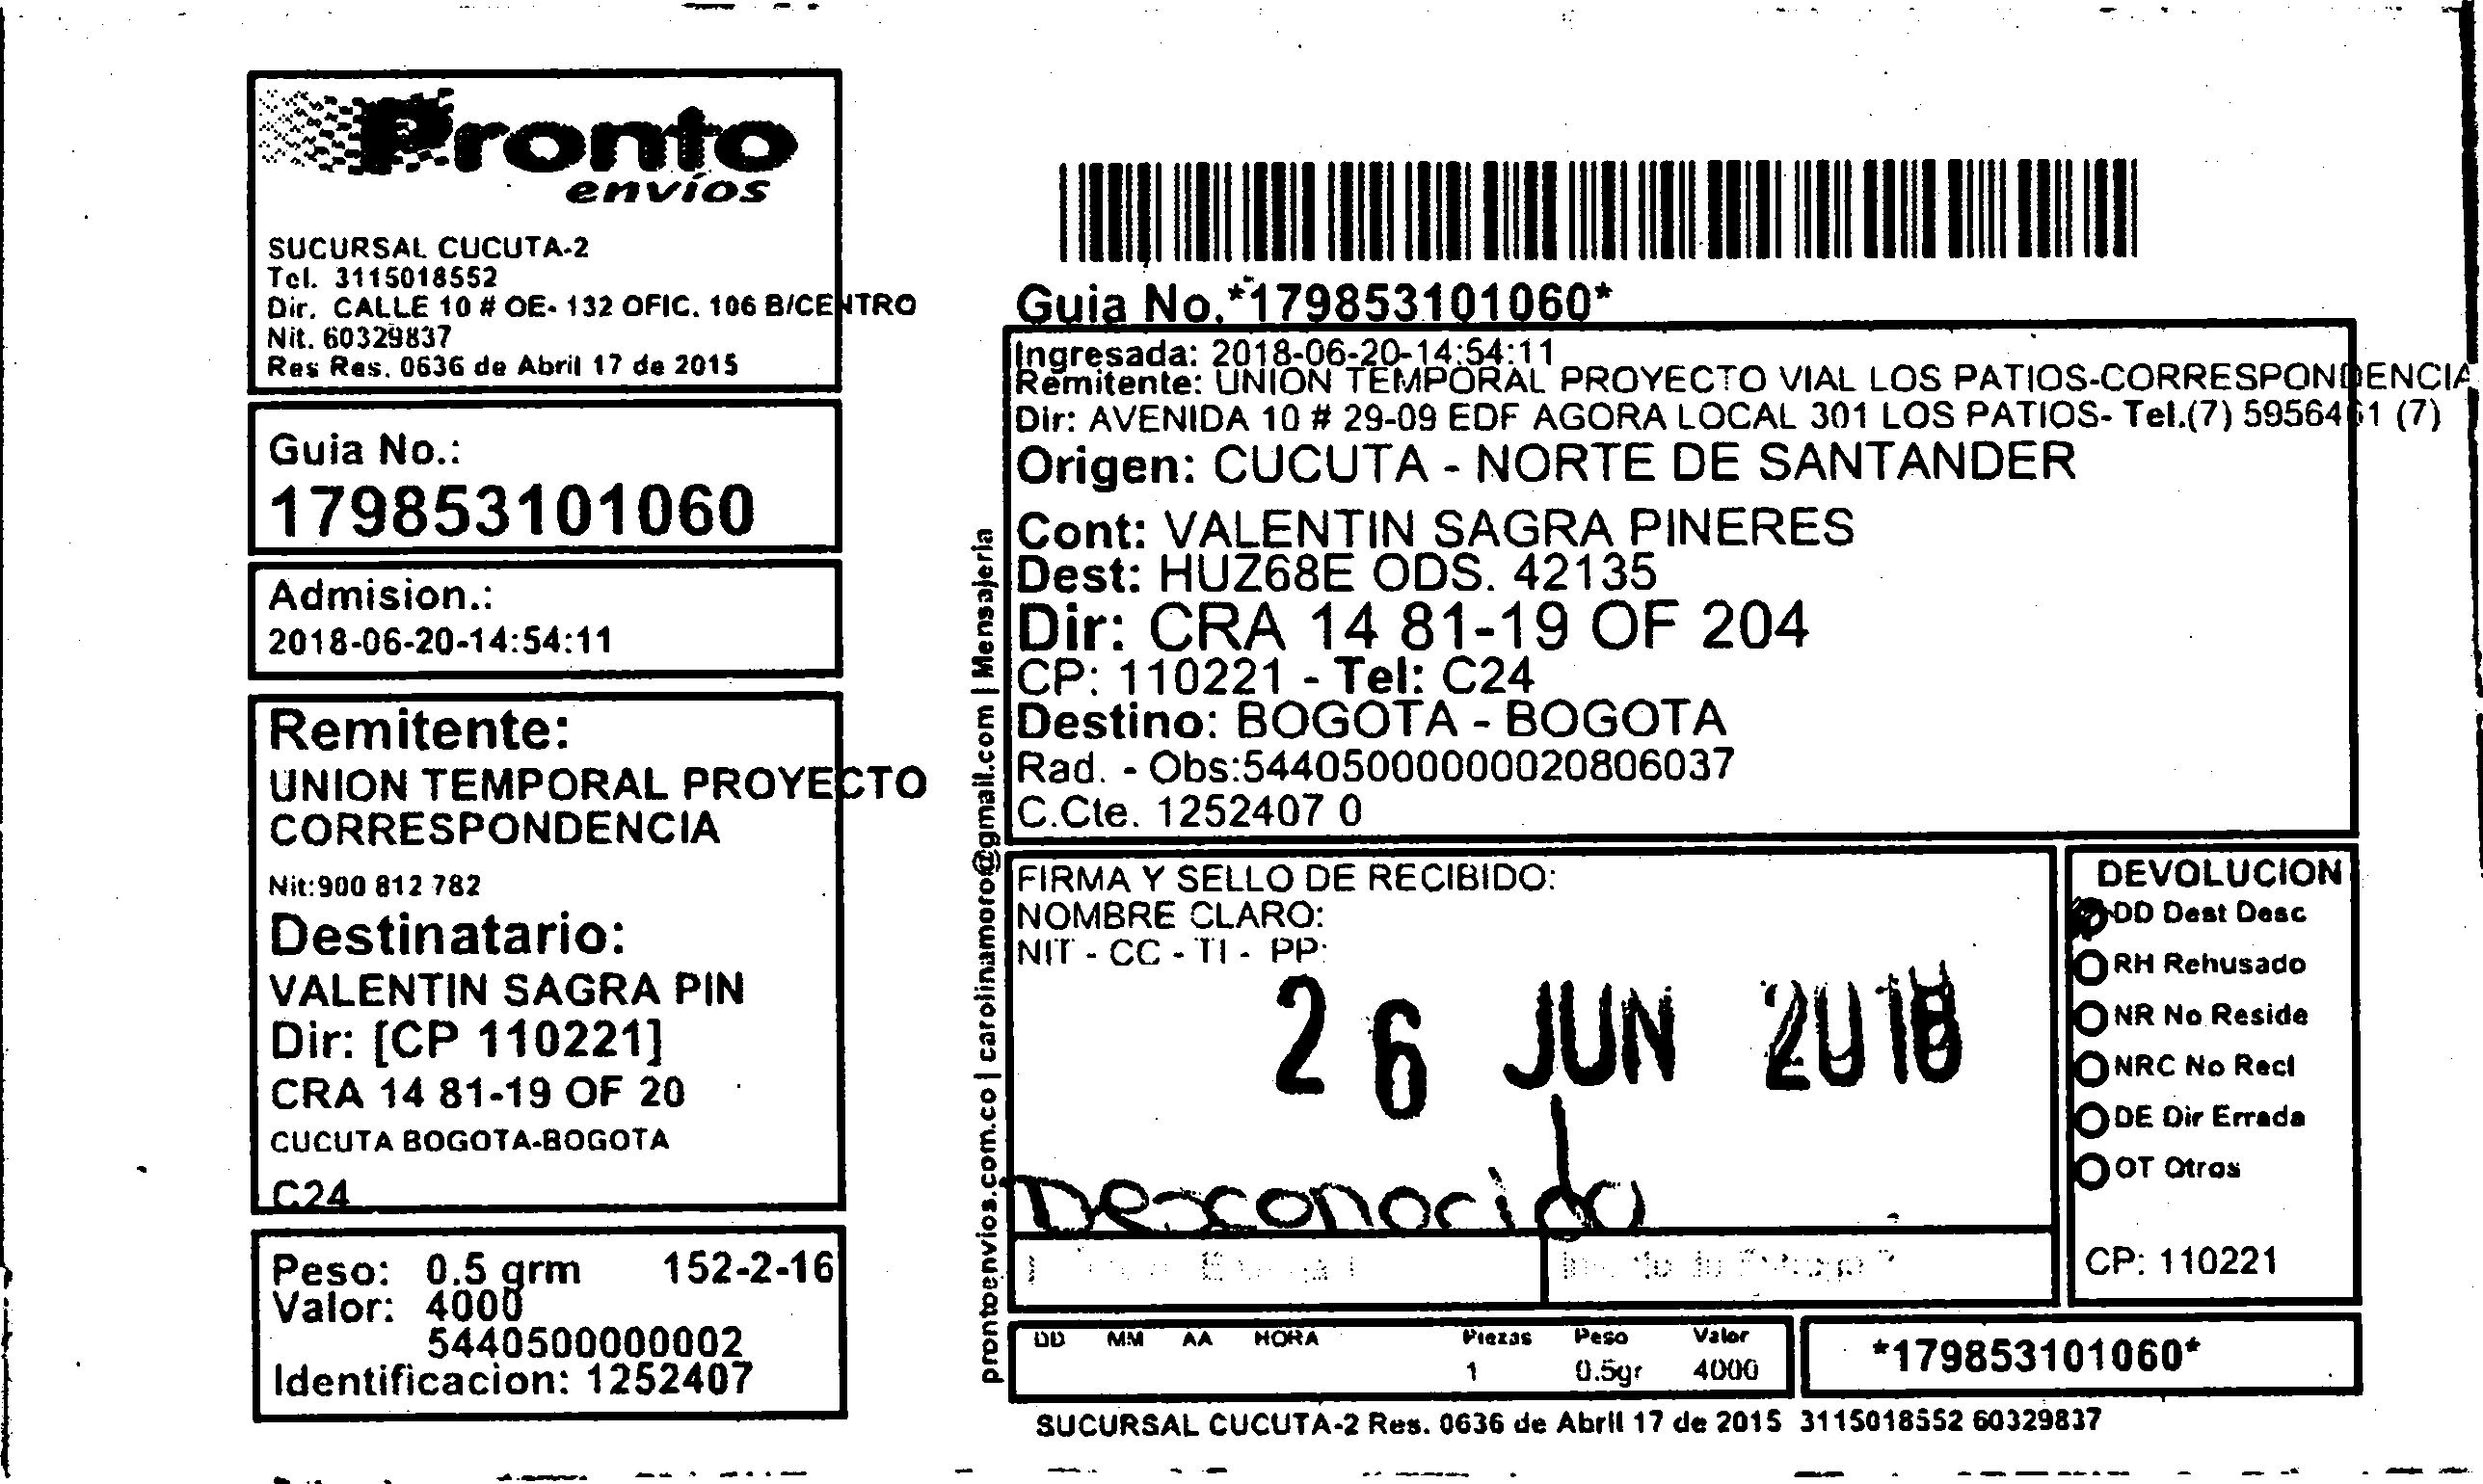 Pronto
envíos
SUCURSAL CUCUTA-2
Tel. 3115018552
Dir. CALLE 10 # OE- 132 OFIC. 106 B/CENTRO
Nit. 60329837
Res Res. 0636 de Abril 17 de 2015
Guia No.:
179853101060
Admision.:
2018-06-20-14:54:11
Remitente:
UNION TEMPORAL PROYECTO
CORRESPONDENCIA
Nit:900 812 782
Destinatario:
VALENTIN SAGRA PIN
Dir: [CP 110221]
CRA 14 81-19 OF 20
CUCUTA BOGOTA-BOGOTA
C24
Peso: 0.5 grm 152-2-16
Valor: 4000
5440500000002
Identificacion: 1252407
prontoenvios.com.co | carolinamoro@gmail.com | Mensajeria
Guia No.*179853101060*
Ingresada: 2018-06-20-14:54:11
Remitente: UNION TEMPORAL PROYECTO VIAL LOS PATIOS-CORRESPONDENCIA
Dir: AVENIDA 10 # 29-09 EDF AGORA LOCAL 301 LOS PATIOS- Tel.(7) 5956461 (7)
Origen: CUCUTA - NORTE DE SANTANDER
Cont: VALENTIN SAGRA PINERES
Dest: HUZ68E ODS. 42135
Dir: CRA 14 81-19 OF 204
CP: 110221 - Tel: C24
Destino: BOGOTA - BOGOTA
Rad. - Obs:54405000000020806037
C.Cte. 1252407 0
FIRMA Y SELLO DE RECIBIDO:
NOMBRE CLARO:
NIT - CC - TI - PP:
26 JUN 2018
Desconocido
DEVOLUCION
DD Dest Desc
RH Rehusado
NR No Reside
NRC No Recl
DE Dir Errada
OT Otros
CP: 110221
DD MM AA HORA Piezas Peso Valor
1 0.5gr 4000
*179853101060*
SUCURSAL CUCUTA-2 Res. 0636 de Abril 17 de 2015 3115018552 60329837